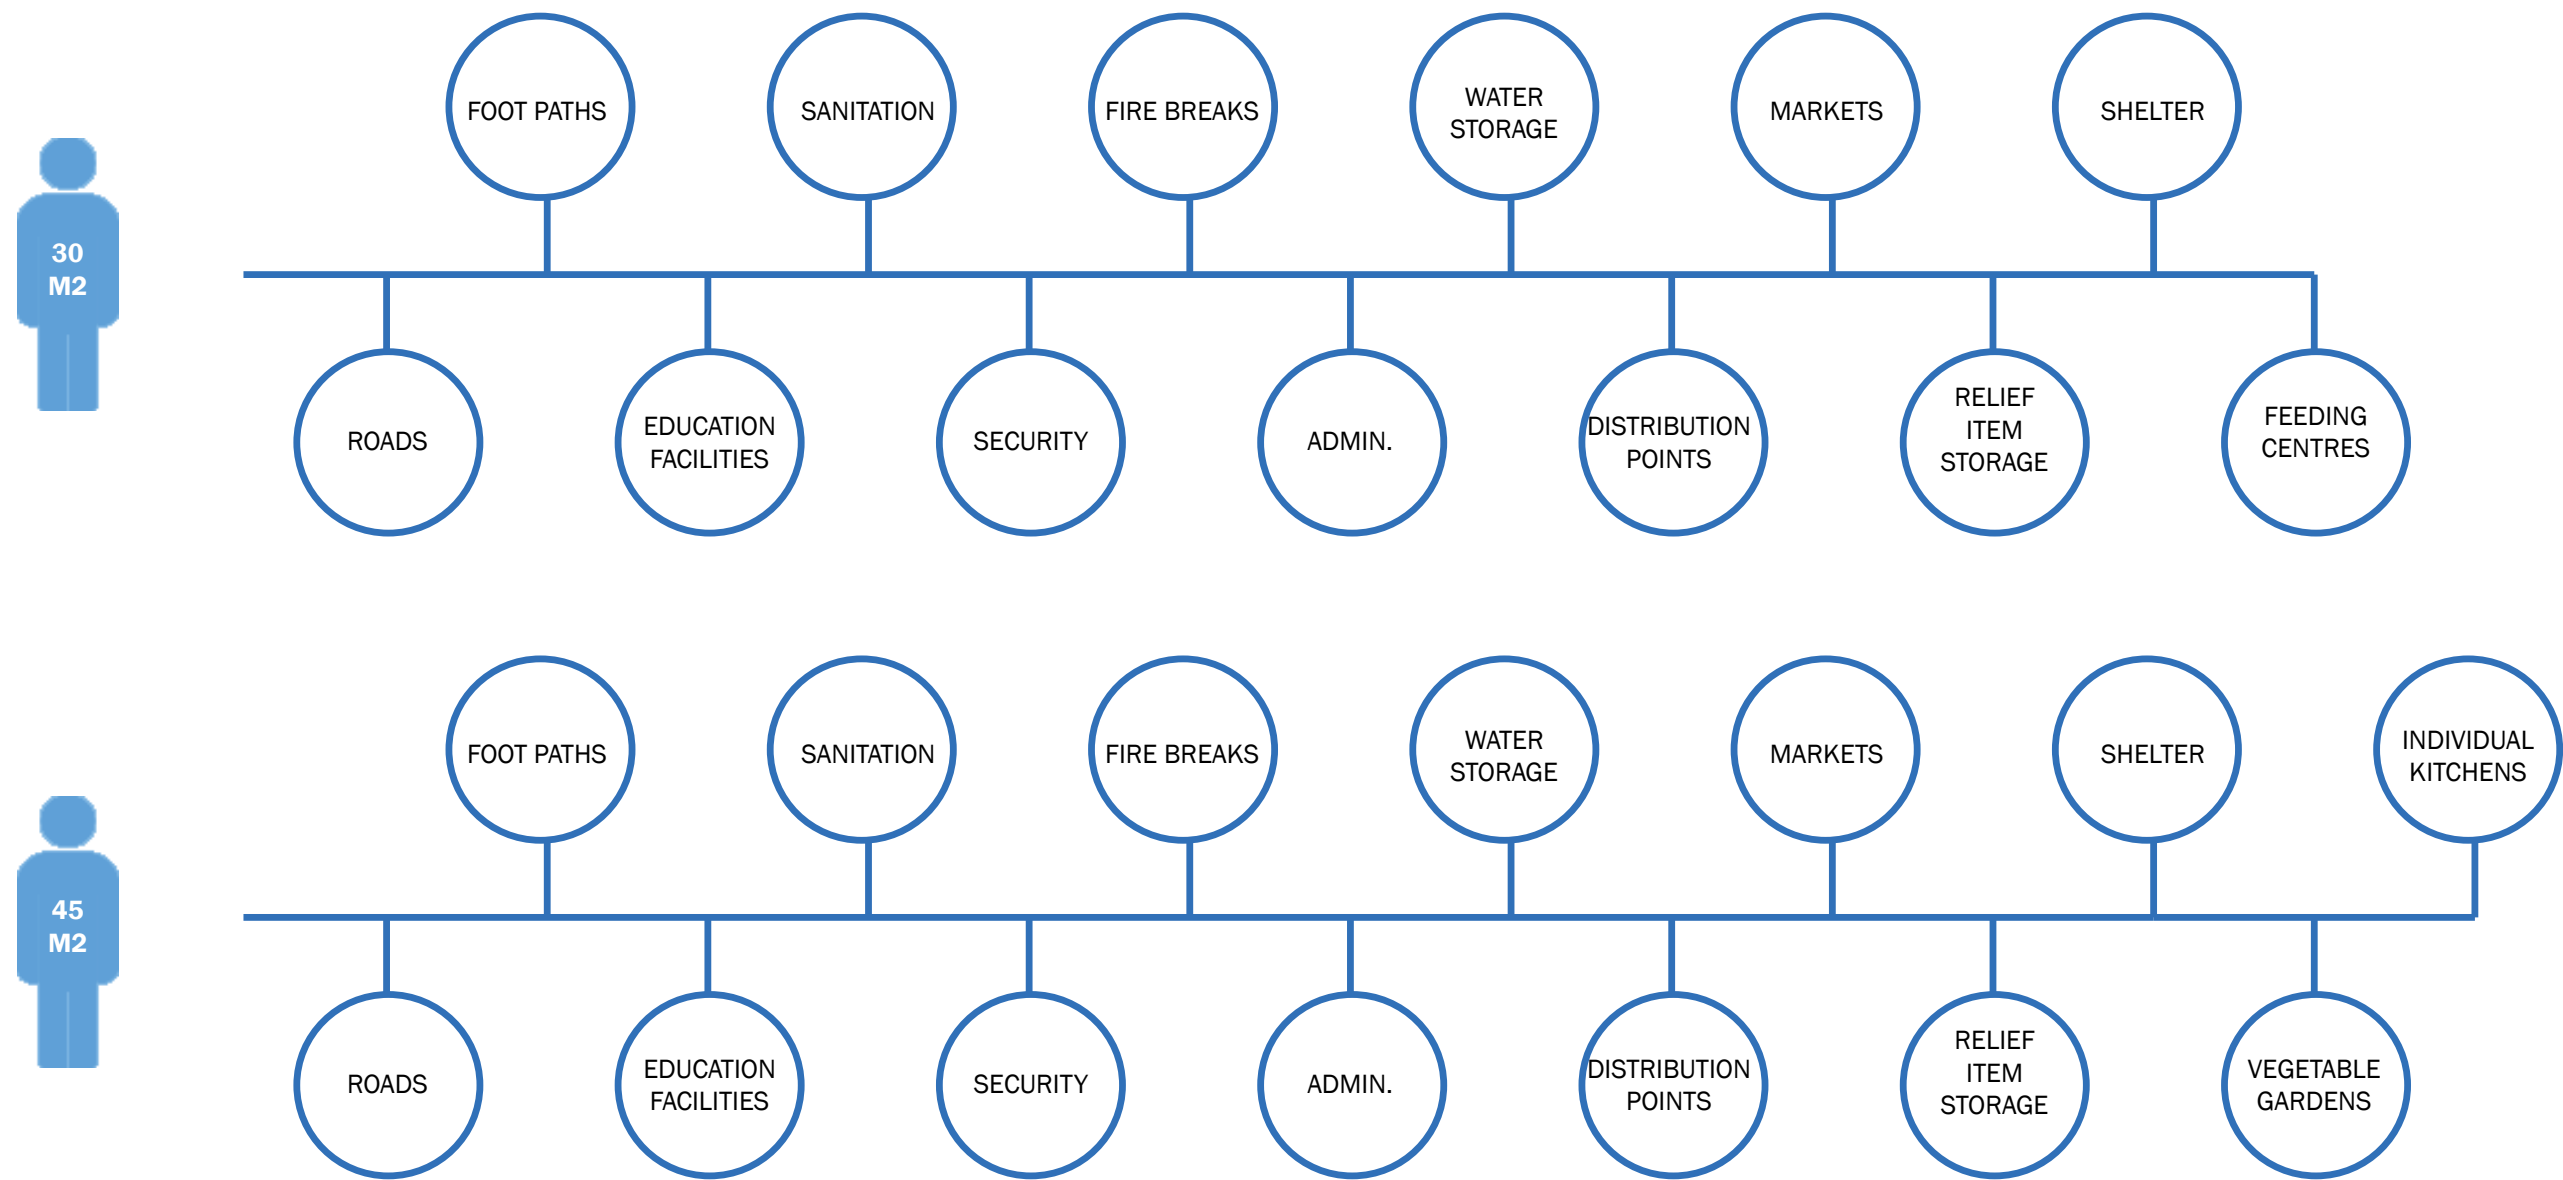 FOOT PATHS
SANITATION
FIRE BREAKS
WATER
STORAGE
MARKETS
SHELTER
30
M2
ROADS
EDUCATION
FACILITIES
SECURITY
ADMIN.
DISTRIBUTION
POINTS
RELIEF
ITEM
STORAGE
FEEDING
CENTRES
FOOT PATHS
SANITATION
FIRE BREAKS
WATER
STORAGE
MARKETS
SHELTER
INDIVIDUAL
KITCHENS
45
M2
ROADS
EDUCATION
FACILITIES
SECURITY
ADMIN.
DISTRIBUTION
POINTS
RELIEF
ITEM
STORAGE
VEGETABLE
GARDENS